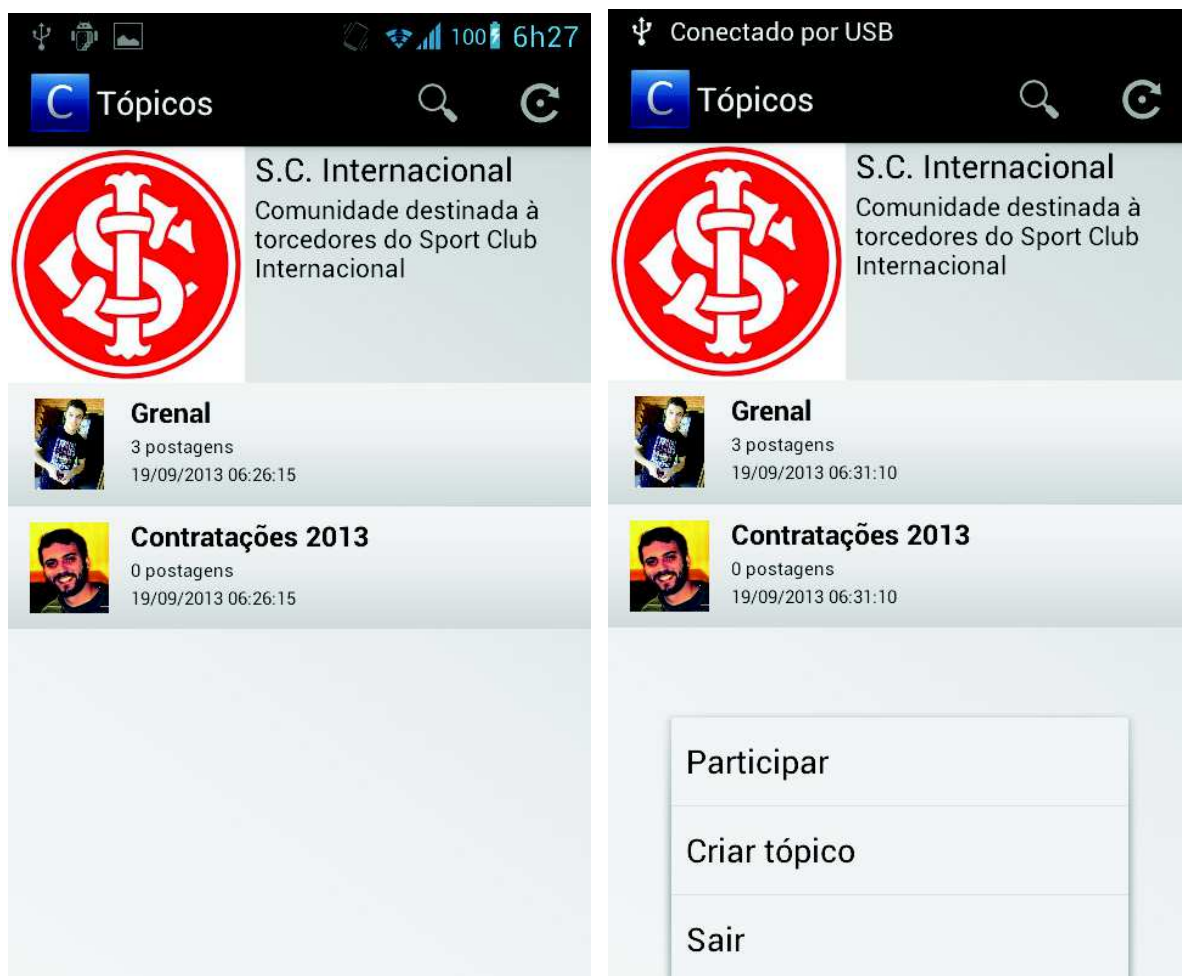 100 6h27
C Tópicos
S.C. Internacional
Comunidade destinada à
torcedores do Sport Club
Internacional
Grenal
3 postagens
19/09/2013 06:26:15
Contratações 2013
0 postagens
19/09/2013 06:26:15
Conectado por USB
C Tópicos
S.C. Internacional
Comunidade destinada à
torcedores do Sport Club
Internacional
Grenal
3 postagens
19/09/2013 06:31:10
Contratações 2013
0 postagens
19/09/2013 06:31:10
Participar
Criar tópico
Sair